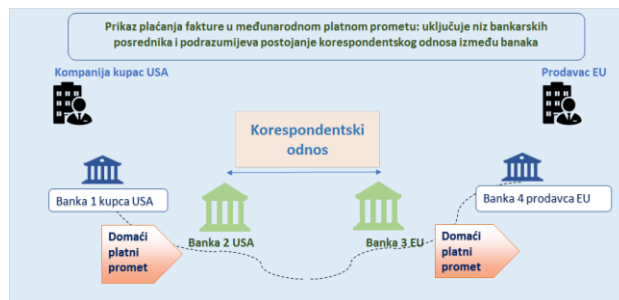 Prikaz plaćanja fakture u međunarodnom platnom prometu: uključuje niz bankarskih
posrednika i podrazumijeva postojanje korespondentskog odnosa između banaka
Kompanija kupac USA
Prodavac EU
Korespondentski
odnos
Banka 1 kupca USA
Banka 4 prodavca EU
Banka 2 USA
Banka 3 EU
Domaći
platni
promet
Domaći
platni
promet